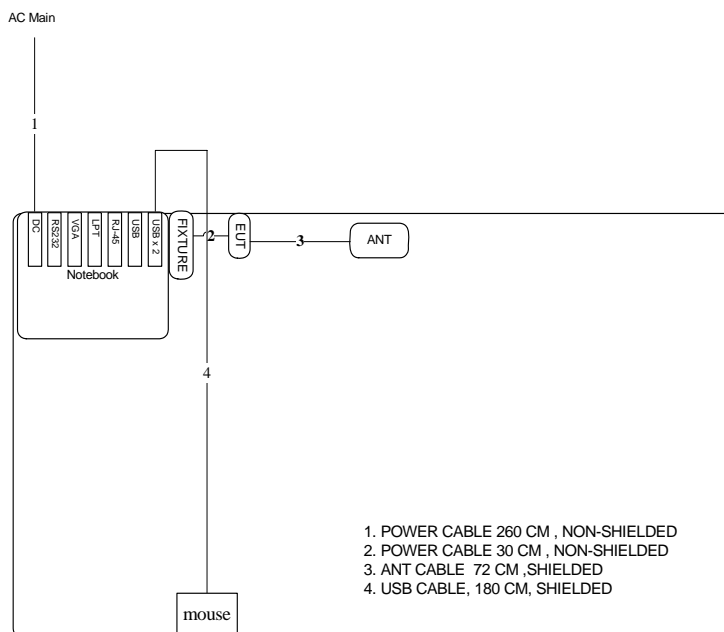 AC Main
1
DC
RS232
VGA
LPT
RJ-45
USB
USB x 2
FIXTURE
2
EUT
3
ANT
Notebook
4
1. POWER CABLE 260 CM , NON-SHIELDED
2. POWER CABLE 30 CM , NON-SHIELDED
3. ANT CABLE 72 CM ,SHIELDED
4. USB CABLE, 180 CM, SHIELDED
mouse